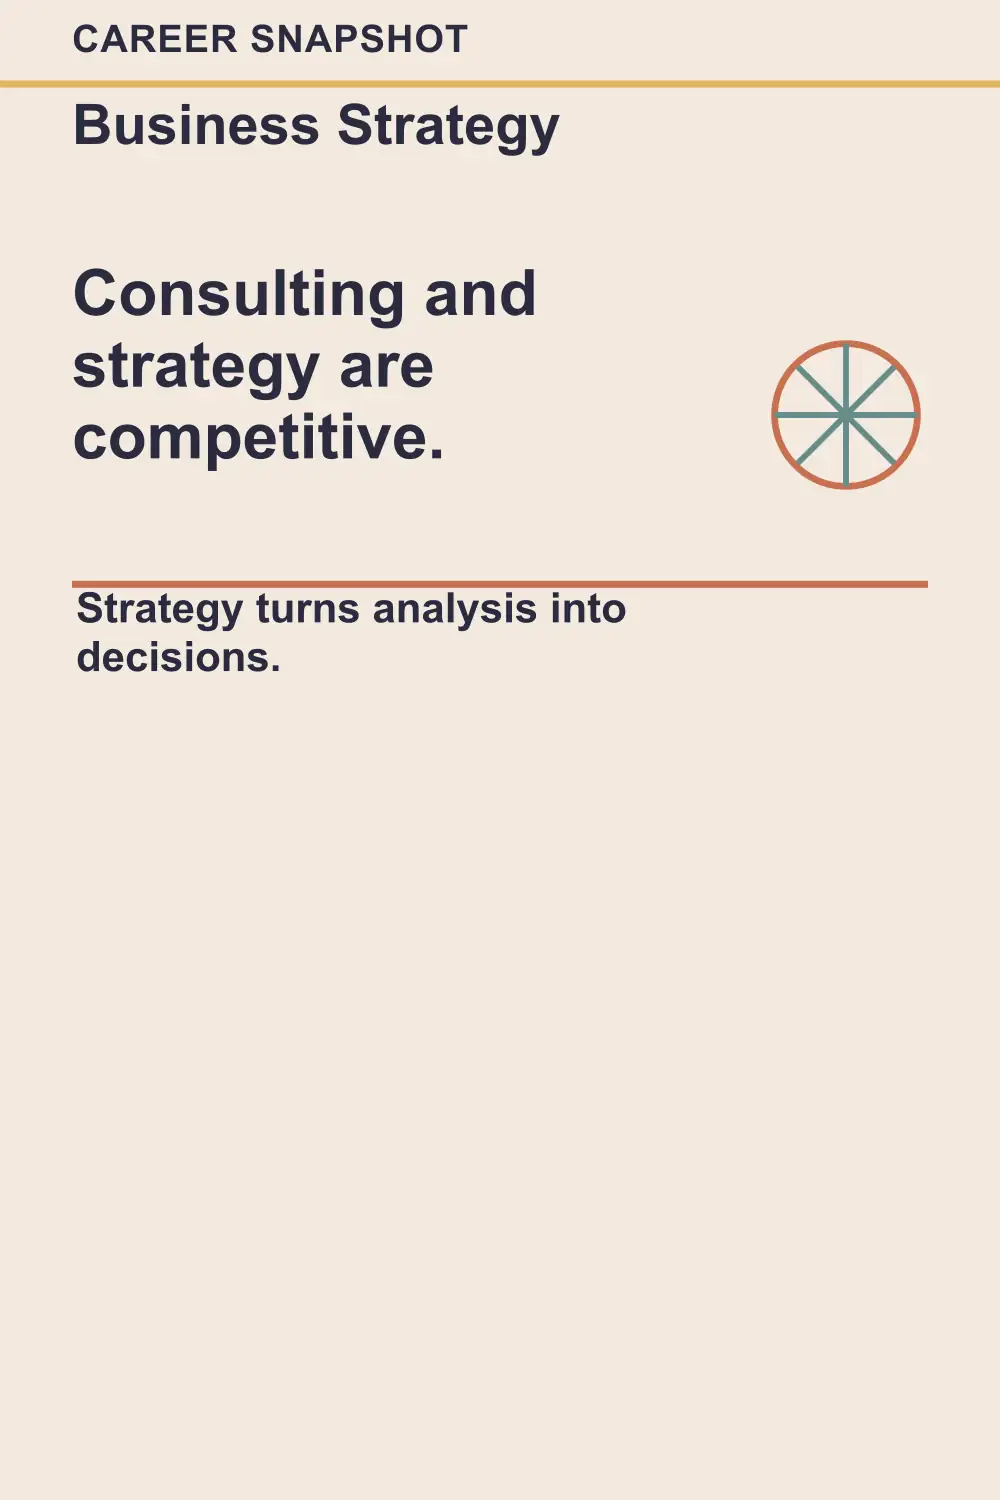 CAREER SNAPSHOT
Business Strategy
Consulting and
strategy are
competitive.
Strategy turns analysis into
decisions.